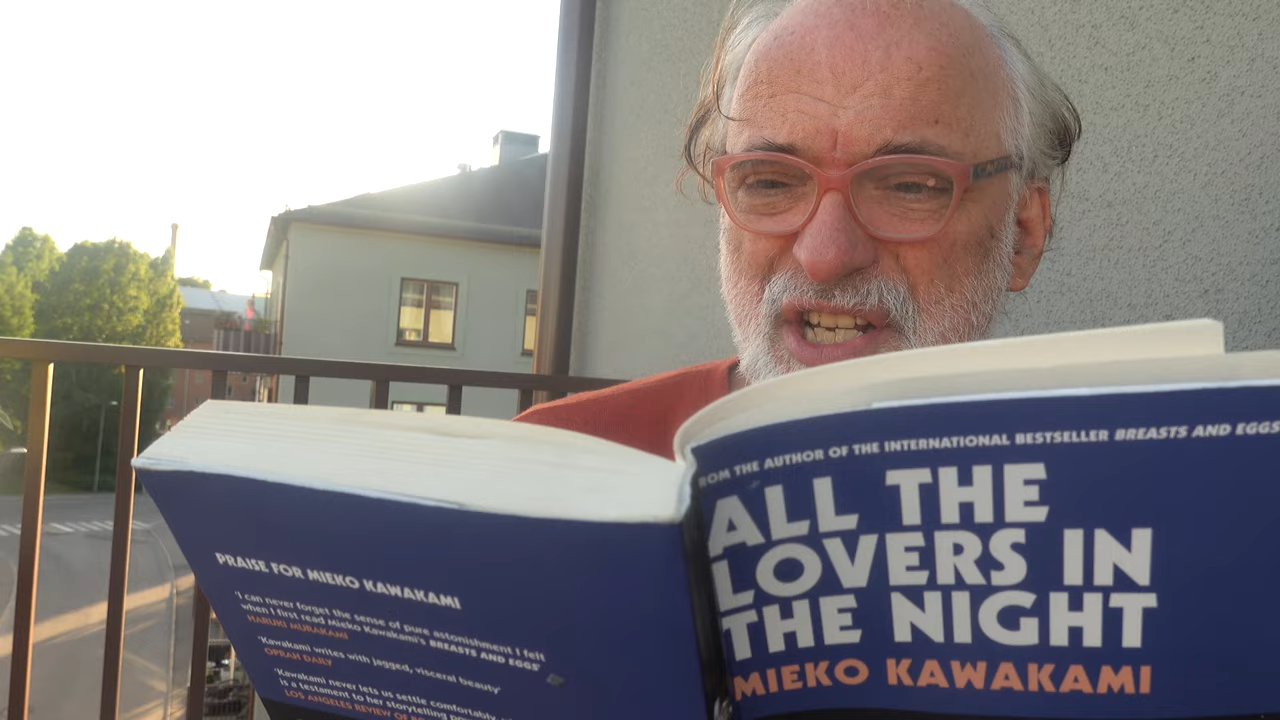 PRAISE FOR MIEKO KAWAKAMI
'I can never forget the sense of pure astonishment I felt
when I first read Mieko Kawakami's BREASTS AND EGGS'
HARUKI MURAKAMI
'Kawakami writes with jagged, visceral beauty'
OPRAH DAILY
'Kawakami never lets us settle comfortably,
is a testament to her storytelling
LOS ANGELES REVIEW OF
ROM THE AUTHOR OF THE INTERNATIONAL BESTSELLER BREASTS AND EGGS
ALL THE
LOVERS IN
THE NIGHT
MIEKO KAWAKAMI